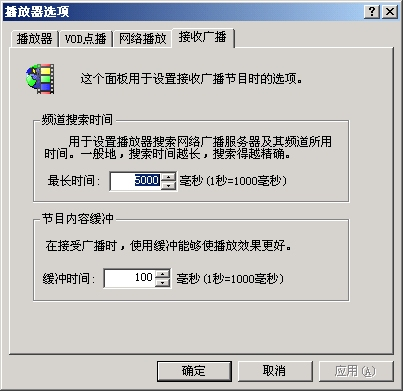 播放器选项
播放器 VOD点播 网络播放 接收广播
这个面板用于设置接收广播节目时的选项。
频道搜索时间
用于设置播放器搜索网络广播服务器及其频道所用
时间。一般地，搜索时间越长，搜索得越精确。
最长时间: 5000 毫秒(1秒=1000毫秒)
节目内容缓冲
在接受广播时，使用缓冲能够使播放效果更好。
缓冲时间: 100 毫秒(1秒=1000毫秒)
确定 取消 应用(A)